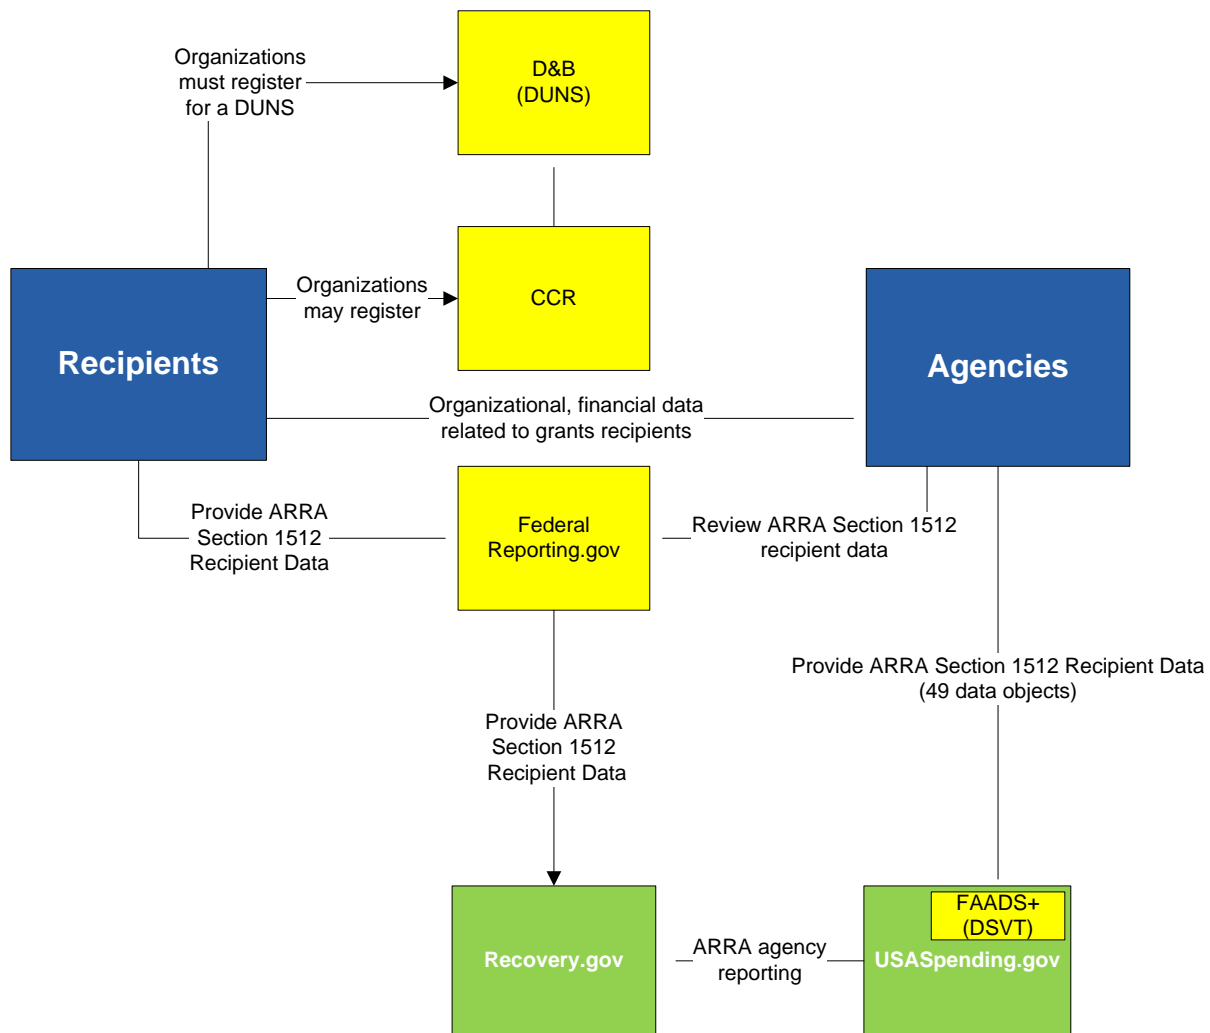 Organizations
must register
for a DUNS
D&B
(DUNS)
Organizations
may register
CCR
Recipients
Agencies
Organizational, financial data
related to grants recipients
Provide ARRA
Section 1512
Recipient Data
Federal
Reporting.gov
Review ARRA Section 1512
recipient data
Provide ARRA Section 1512 Recipient Data
(49 data objects)
Provide ARRA
Section 1512
Recipient Data
Recovery.gov
ARRA agency
reporting
FAADS+
(DSVT)
USASpending.gov